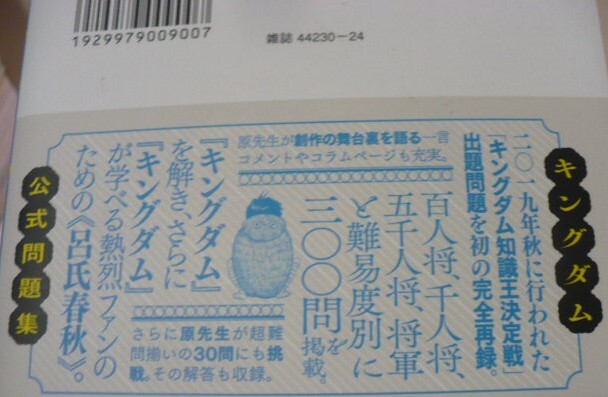 1929979009007
雑誌 44230-24
キングダム
二〇一九年秋に行われた
「キングダム知識王決定戦」
出題問題を初の完全再録。
原先生が創作の舞台裏を語る一言
コメントやコラムページも充実。
百人将、千人将、
五千人将、将軍
と難易度別に
三〇〇問を
掲載。
『キングダム』
を解き、さらに
『キングダム』
が学べる熱烈ファンの
ための《呂氏春秋》。
さらに原先生が超難
問揃いの30問にも挑
戦。その解答も収録。
公式問題集